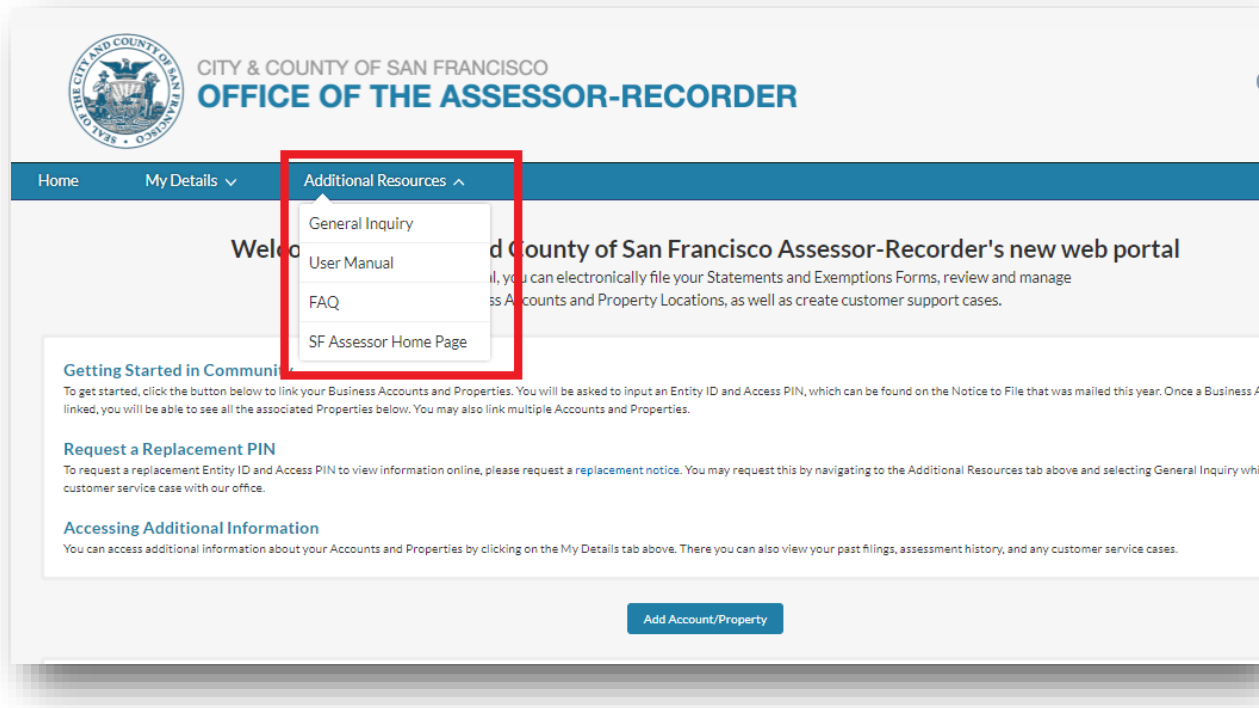 SEAL OF THE CITY AND COUNTY OF SAN FRANCISCO
CITY & COUNTY OF SAN FRANCISCO
OFFICE OF THE ASSESSOR-RECORDER
Home My Details Additional Resources
General Inquiry
User Manual
FAQ
SF Assessor Home Page
d County of San Francisco Assessor-Recorder's new web portal
you can electronically file your Statements and Exemptions Forms, review and manage
Accounts and Property Locations, as well as create customer support cases.
Getting Started in Community
To get started, click the button below to link your Business Accounts and Properties. You will be asked to input an Entity ID and Access PIN, which can be found on the Notice to File that was mailed this year. Once a Business A
linked, you will be able to see all the associated Properties below. You may also link multiple Accounts and Properties.
Request a Replacement PIN
To request a replacement Entity ID and Access PIN to view information online, please request a replacement notice. You may request this by navigating to the Additional Resources tab above and selecting General Inquiry whi
customer service case with our office.
Accessing Additional Information
You can access additional information about your Accounts and Properties by clicking on the My Details tab above. There you can also view your past filings, assessment history, and any customer service cases.
Add Account/Property